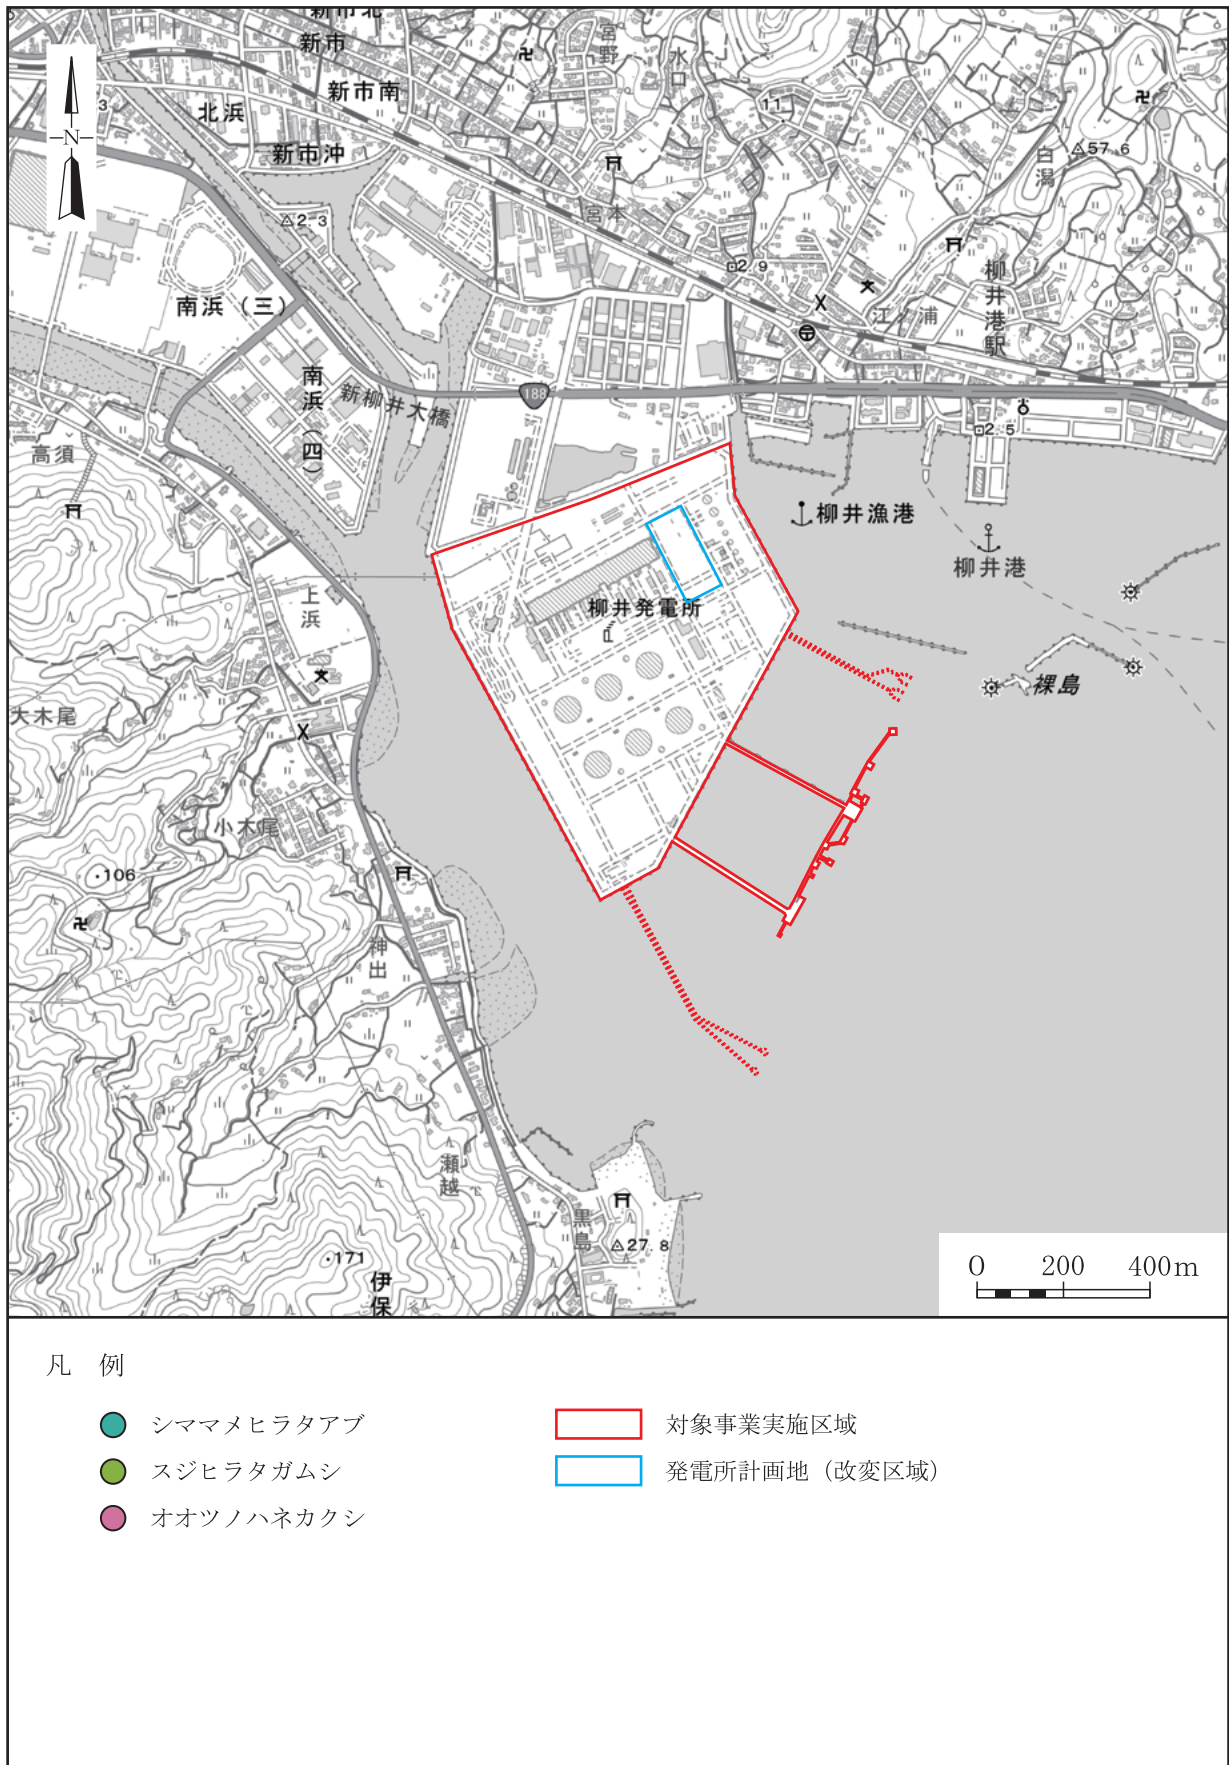 新市北
新市
新市南
北浜
新市沖
3
N
宮野
水口
11
宮本
57.6
白潟
2.3
2.9
南浜（三）
江ノ浦
柳井港駅
188
南浜（四）
新柳井大橋
2.5
高須
柳井漁港
柳井港
上浜
柳井発電所
裸島
大木尾
小木尾
106
神出
瀬越
黒島
27.8
171
伊保
0 200 400m
凡 例
シママメヒラタアブ
スジヒラタガムシ
オオツノハネカクシ
対象事業実施区域
発電所計画地（改変区域）